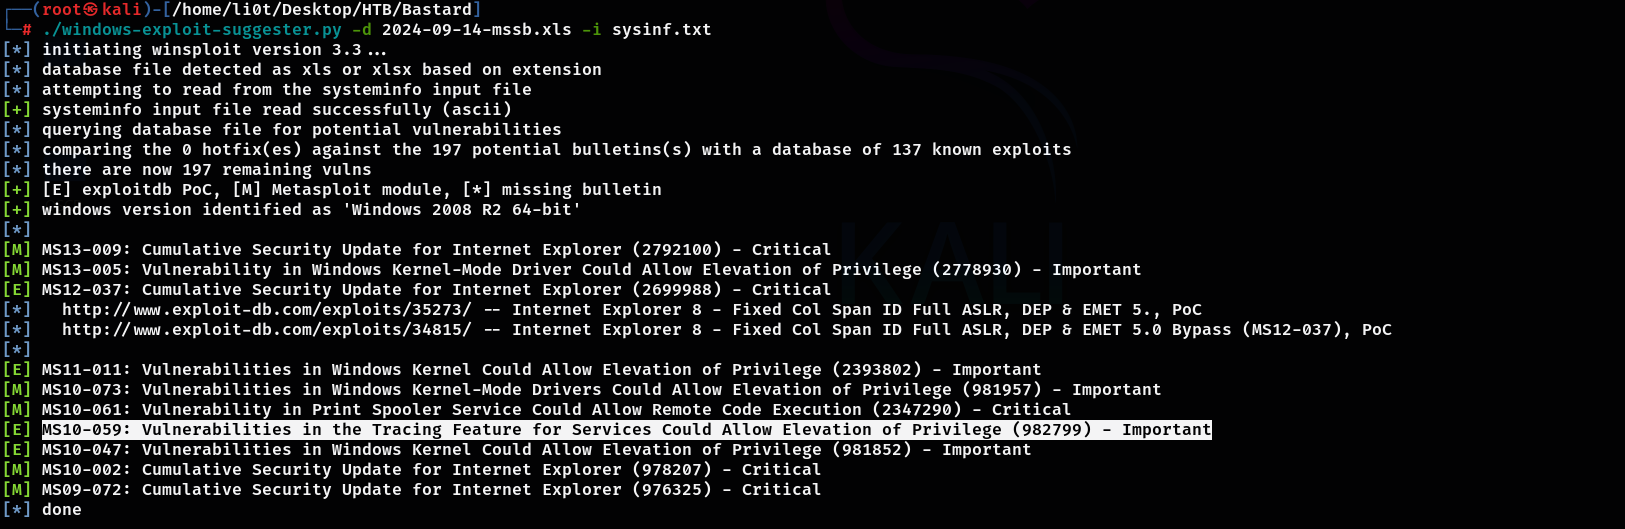 ┌──(root㉿kali)-[/home/li0t/Desktop/HTB/Bastard]
└─# ./windows-exploit-suggester.py -d 2024-09-14-mssb.xls -i sysinf.txt
[*] initiating winsploit version 3.3...
[*] database file detected as xls or xlsx based on extension
[*] attempting to read from the systeminfo input file
[+] systeminfo input file read successfully (ascii)
[*] querying database file for potential vulnerabilities
[*] comparing the 0 hotfix(es) against the 197 potential bulletins(s) with a database of 137 known exploits
[*] there are now 197 remaining vulns
[+] [E] exploitdb PoC, [M] Metasploit module, [*] missing bulletin
[+] windows version identified as 'Windows 2008 R2 64-bit'
[*]
[M] MS13-009: Cumulative Security Update for Internet Explorer (2792100) - Critical
[M] MS13-005: Vulnerability in Windows Kernel-Mode Driver Could Allow Elevation of Privilege (2778930) - Important
[E] MS12-037: Cumulative Security Update for Internet Explorer (2699988) - Critical
[*]   http://www.exploit-db.com/exploits/35273/ -- Internet Explorer 8 - Fixed Col Span ID Full ASLR, DEP & EMET 5., PoC
[*]   http://www.exploit-db.com/exploits/34815/ -- Internet Explorer 8 - Fixed Col Span ID Full ASLR, DEP & EMET 5.0 Bypass (MS12-037), PoC
[*]
[E] MS11-011: Vulnerabilities in Windows Kernel Could Allow Elevation of Privilege (2393802) - Important
[M] MS10-073: Vulnerabilities in Windows Kernel-Mode Drivers Could Allow Elevation of Privilege (981957) - Important
[M] MS10-061: Vulnerability in Print Spooler Service Could Allow Remote Code Execution (2347290) - Critical
[E] MS10-059: Vulnerabilities in the Tracing Feature for Services Could Allow Elevation of Privilege (982799) - Important
[E] MS10-047: Vulnerabilities in Windows Kernel Could Allow Elevation of Privilege (981852) - Important
[M] MS10-002: Cumulative Security Update for Internet Explorer (978207) - Critical
[M] MS09-072: Cumulative Security Update for Internet Explorer (976325) - Critical
[*] done
KALI